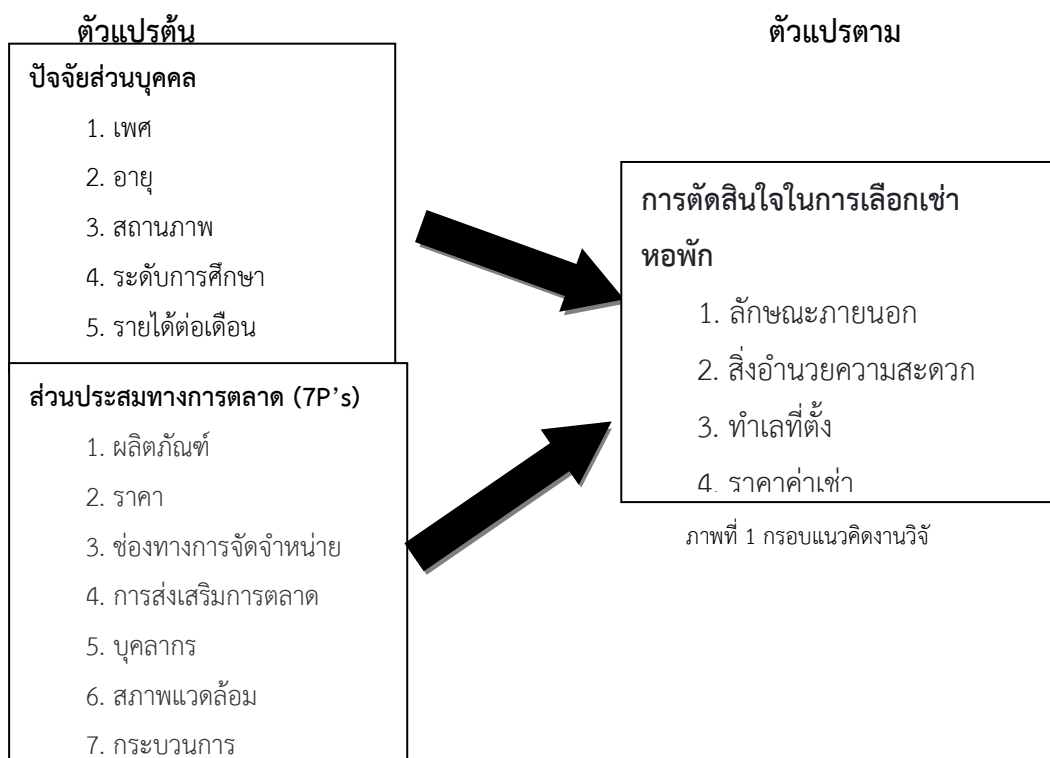 ตัวแปรต้น
ปัจจัยส่วนบุคคล
1. เพศ
2. อายุ
3. สถานภาพ
4. ระดับการศึกษา
5. รายได้ต่อเดือน
ส่วนประสมทางการตลาด (7P’s)
1. ผลิตภัณฑ์
2. ราคา
3. ช่องทางการจัดจำหน่าย
4. การส่งเสริมการตลาด
5. บุคลากร
6. สภาพแวดล้อม
7. กระบวนการ
ตัวแปรตาม
การตัดสินใจในการเลือกเช่า
หอพัก
1. ลักษณะภายนอก
2. สิ่งอำนวยความสะดวก
3. ทำเลที่ตั้ง
4. ราคาค่าเช่า
ภาพที่ 1 กรอบแนวคิดงานวิจั